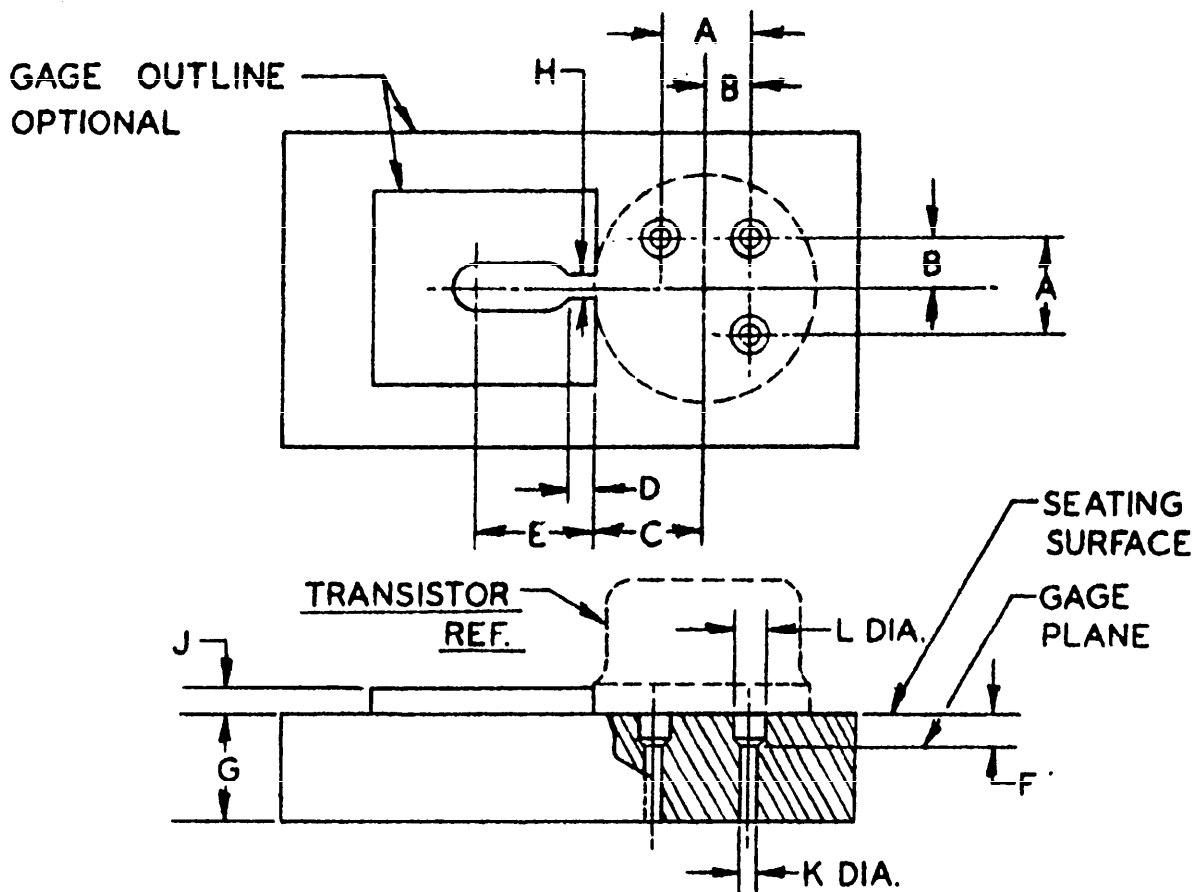 A
GAGE OUTLINE
OPTIONAL
H
B
B
A
D
E
C
SEATING
SURFACE
TRANSISTOR
REF.
GAGE
PLANE
L DIA.
J
G
F
K DIA.